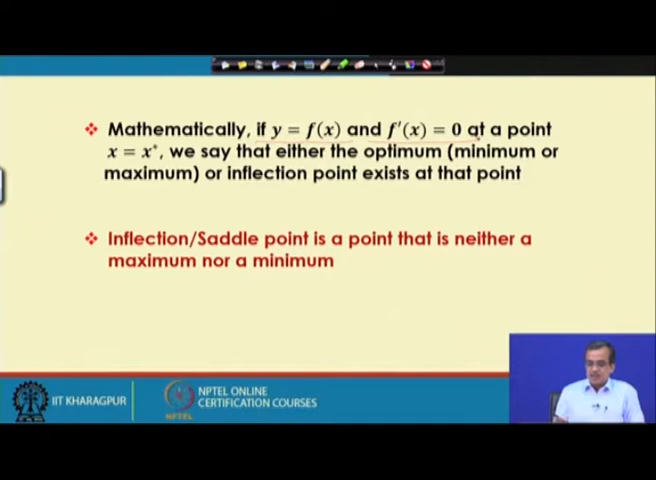 ❖ Mathematically, if y = f(x) and f′(x) = 0 at a point
x = x*, we say that either the optimum (minimum or
maximum) or inflection point exists at that point
❖ Inflection/Saddle point is a point that is neither a
maximum nor a minimum
IIT KHARAGPUR
NPTEL
NPTEL ONLINE
CERTIFICATION COURSES